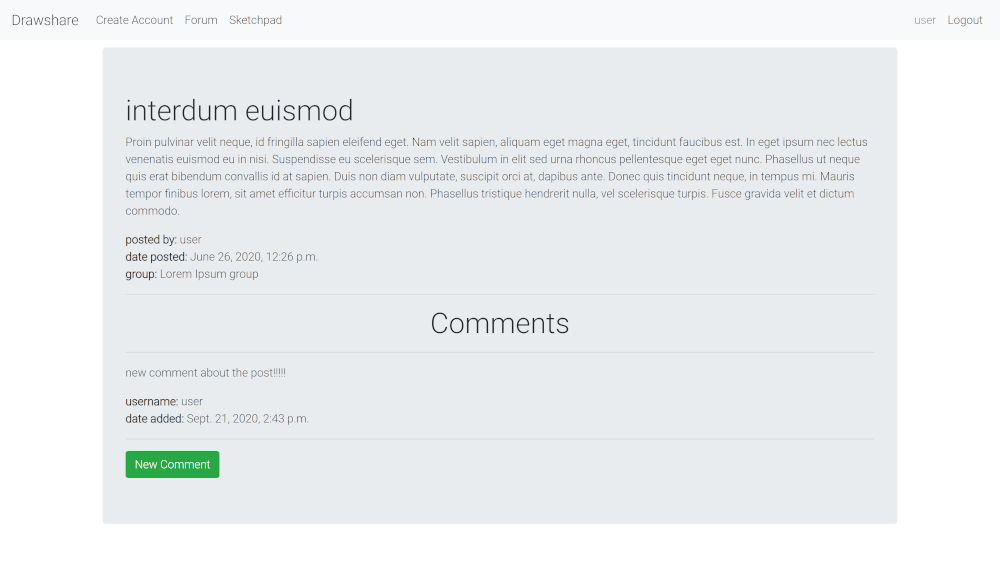 Drawshare Create Account Forum Sketchpad user Logout
interdum euismod
Proin pulvinar velit neque, id fringilla sapien eleifend eget. Nam velit sapien, aliquam eget magna eget, tincidunt faucibus est. In eget ipsum nec lectus
venenatis euismod eu in nisi. Suspendisse eu scelerisque sem. Vestibulum in elit sed urna rhoncus pellentesque eget eget nunc. Phasellus ut neque
quis erat bibendum convallis id at sapien. Duis non diam vulputate, suscipit orci at, dapibus ante. Donec quis tincidunt neque, in tempus mi. Mauris
tempor finibus lorem, sit amet efficitur turpis accumsan non. Phasellus tristique hendrerit nulla, vel scelerisque turpis. Fusce gravida velit et dictum
commodo.
posted by: user
date posted: June 26, 2020, 12:26 p.m.
group: Lorem Ipsum group
Comments
new comment about the post!!!!!
username: user
date added: Sept. 21, 2020, 2:43 p.m.
New Comment